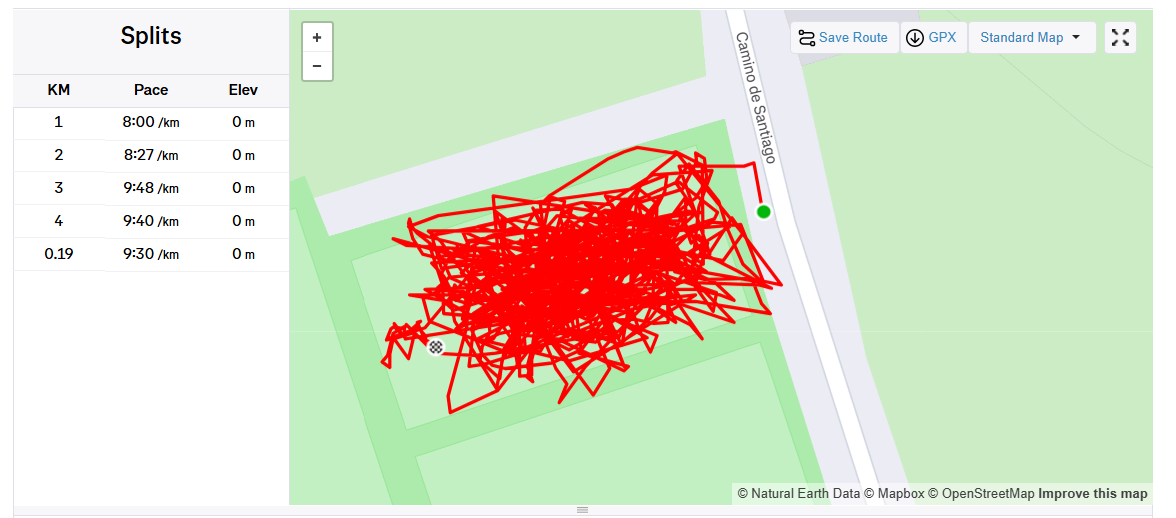 Splits
KM Pace Elev
1 8:00 /km 0 m
2 8:27 /km 0 m
3 9:48 /km 0 m
4 9:40 /km 0 m
0.19 9:30 /km 0 m
+
−
Camino de Santiago
Save Route GPX Standard Map
© Natural Earth Data © Mapbox © OpenStreetMap Improve this map